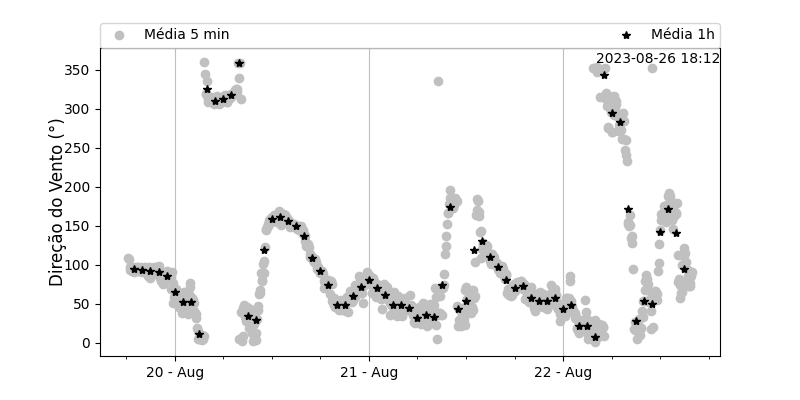 Média 5 min
Média 1h
2023-08-26 18:12
Direção do Vento (°)
350
300
250
200
150
100
50
0
20 - Aug
21 - Aug
22 - Aug